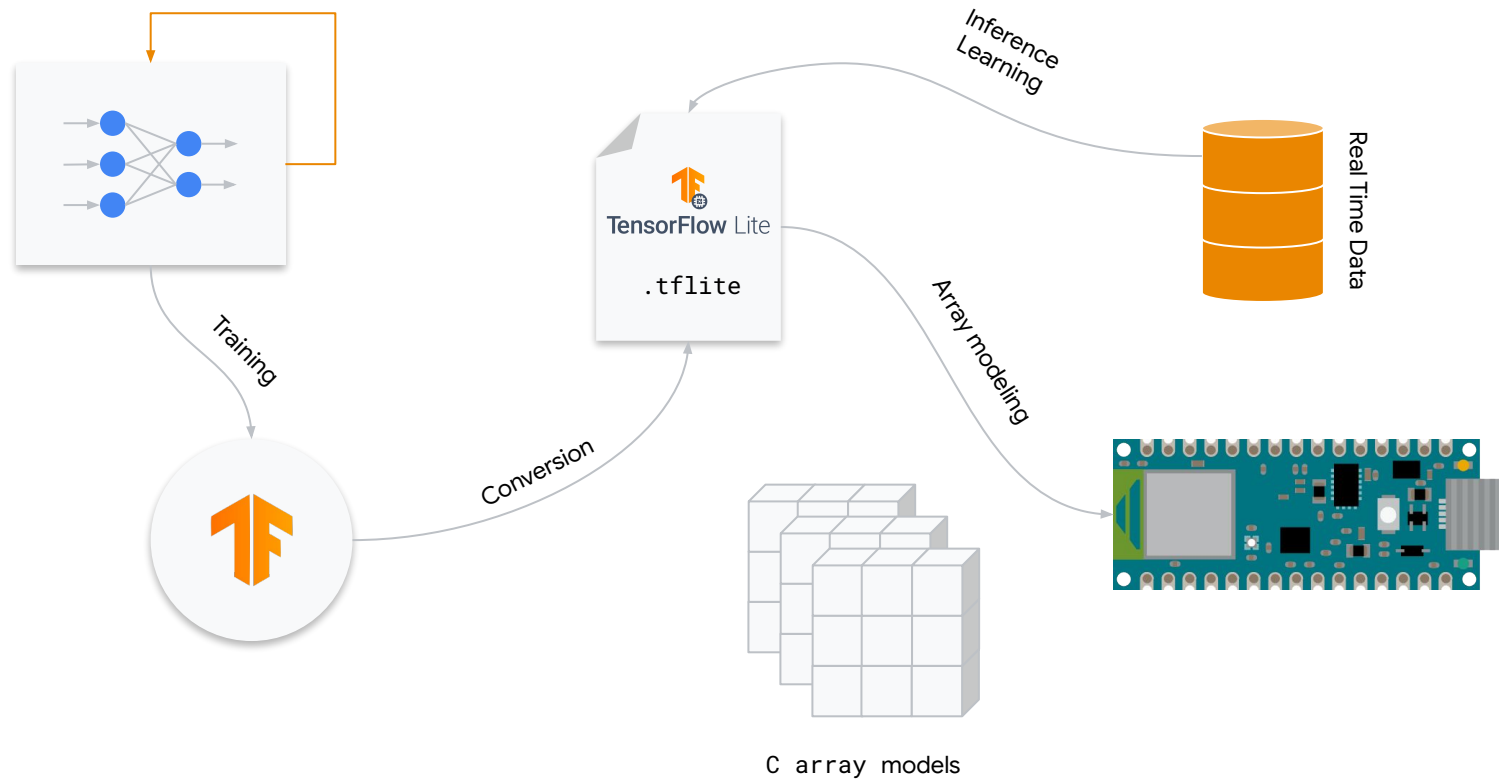 Inference
Learning
Real Time Data
TensorFlow Lite
.tflite
Array modeling
Training
Conversion
C array models